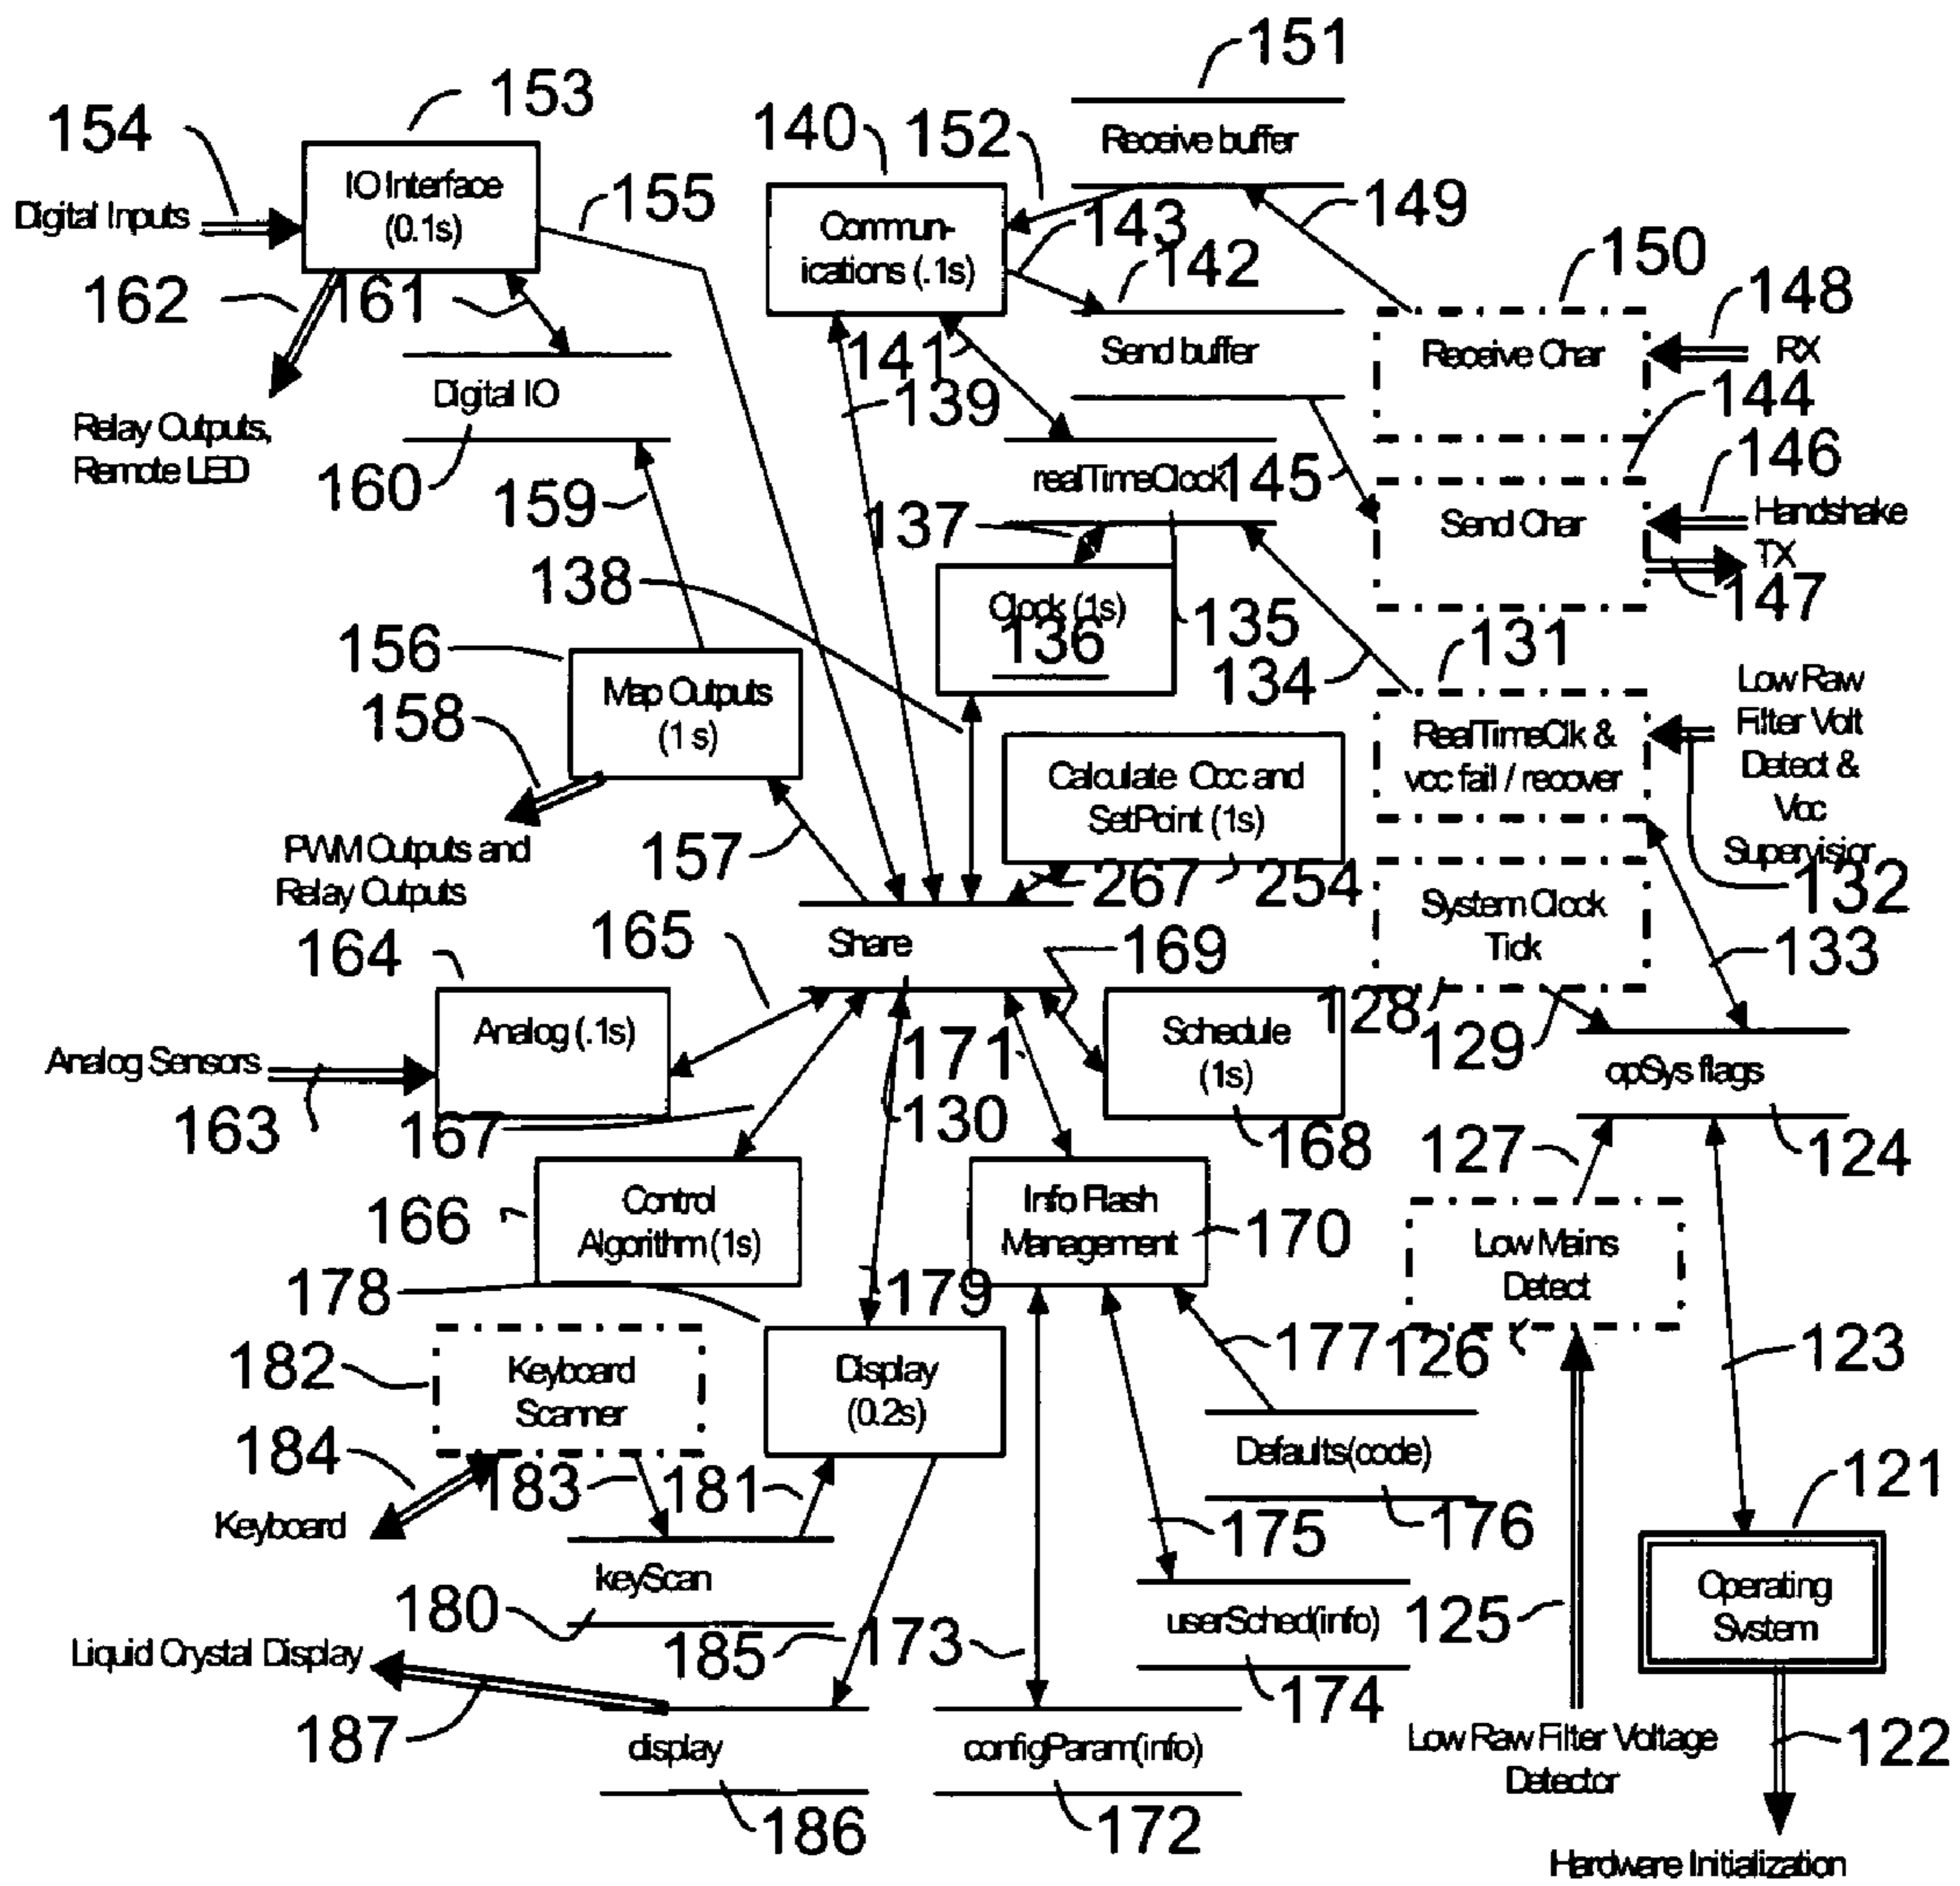 151
153
154
140
152
Receive buffer
IO Interface
(0.1s)
155
149
Digital Inputs
Commun-
ications (.1s)
143
142
150
148
162
161
141
Send buffer
Receive Char
RX
139
144
Digital IO
Relay Outputs,
Remote LED
160
159
realTimeClock
145
146
137
Send Char
Handshake
TX
138
147
Clock (1s)
136
135
134
131
156
Map Outputs
(1 s)
158
Low Raw
Filter Volt
Detect &
Vcc
Supervisior
RealTimeClk &
vcc fail / recover
Calculate Occ and
SetPoint (1s)
157
PWM Outputs and
Relay Outputs
267
254
132
System Clock
Tick
165
Share
169
164
133
128
129
Analog (.1s)
171
Schedule
(1s)
Analog Sensors
opSys flags
163
167
130
168
127
124
166
Control
Algorithm (1s)
Info Flash
Management
170
Low Mains
Detect
178
179
177
126
123
182
Keyboard
Scanner
Display
(0.2s)
184
183
181
Defaults(code)
121
Keyboard
175
176
keyScan
Operating
System
180
185
173
userSched(info)
125
Liquid Crystal Display
174
187
display
configParam(info)
Low Raw Filter Voltage
Detector
122
186
172
Hardware Initialization